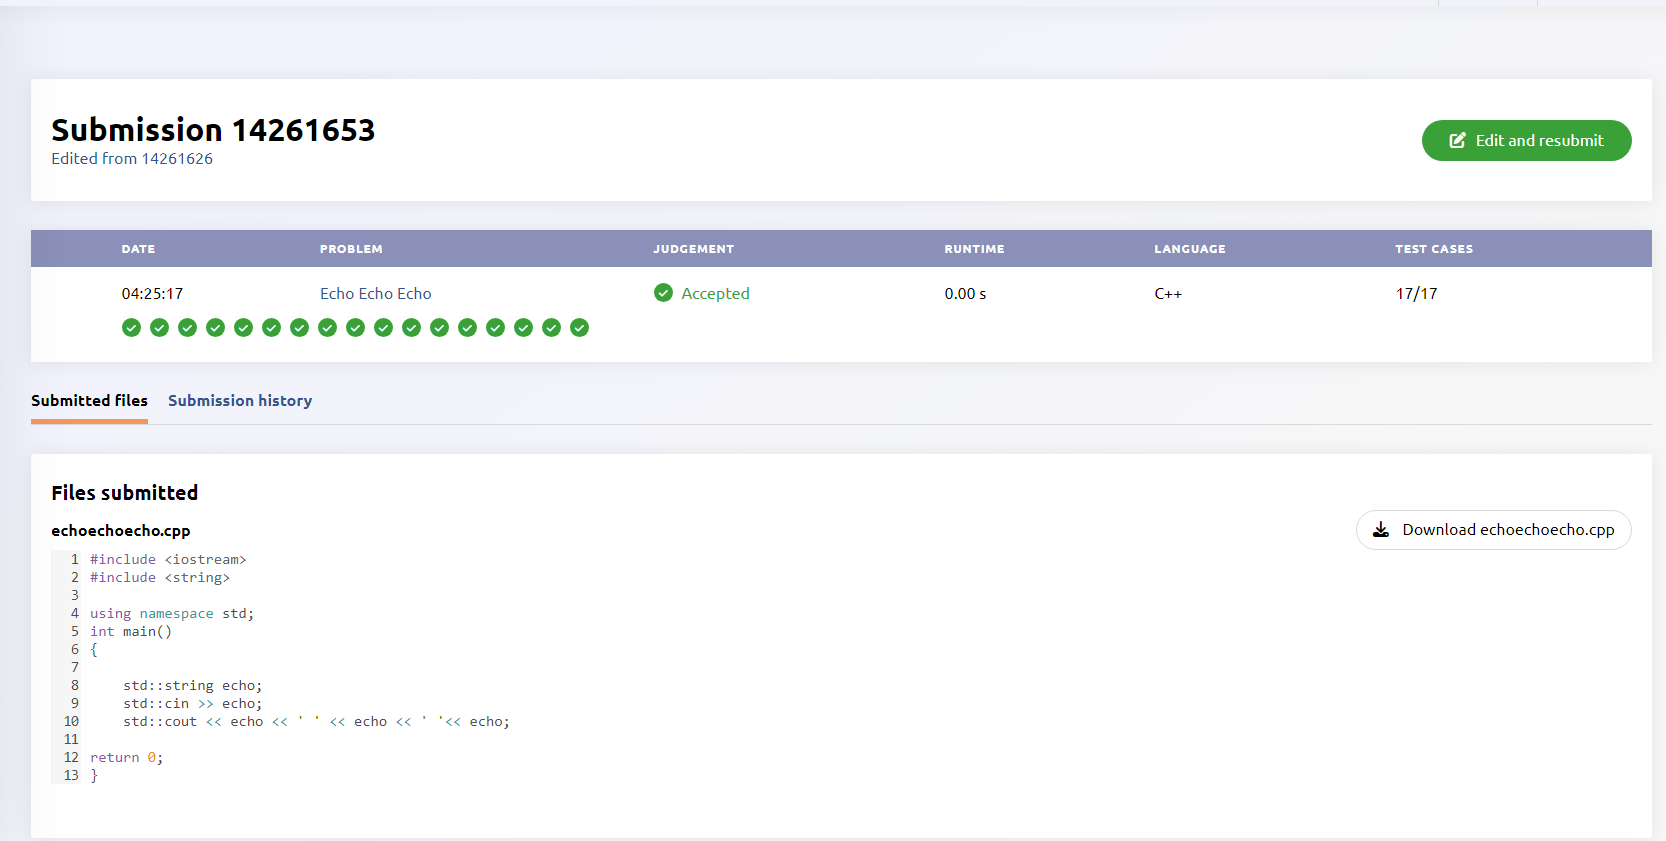 Submission 14261653
Edited from 14261626
Edit and resubmit
DATE PROBLEM JUDGEMENT RUNTIME LANGUAGE TEST CASES
04:25:17 Echo Echo Echo Accepted 0.00 s C++ 17/17
Submitted files Submission history
Files submitted
echoechoecho.cpp
Download echoechoecho.cpp
1 #include <iostream>
2 #include <string>
3
4 using namespace std;
5 int main()
6 {
7
8     std::string echo;
9     std::cin >> echo;
10     std::cout << echo << ' ' << echo << ' '<< echo;
11
12 return 0;
13 }